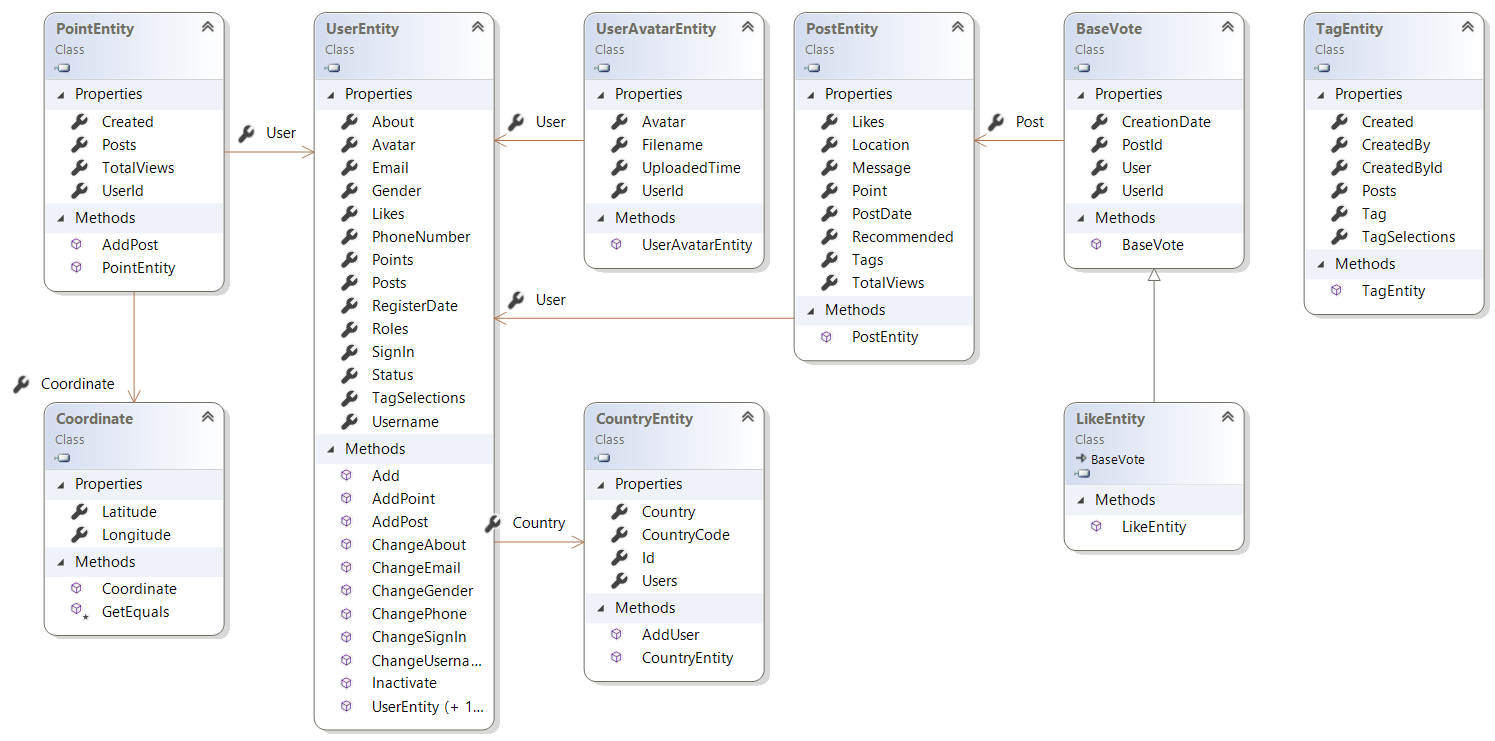 PointEntity
Class
Properties
Created
Posts
TotalViews
UserId
Methods
AddPost
PointEntity
User
Coordinate
Coordinate
Class
Properties
Latitude
Longitude
Methods
Coordinate
GetEquals
UserEntity
Class
Properties
About
Avatar
Email
Gender
Likes
PhoneNumber
Points
Posts
RegisterDate
Roles
SignIn
Status
TagSelections
Username
Methods
Add
AddPoint
AddPost
ChangeAbout
ChangeEmail
ChangeGender
ChangePhone
ChangeSignIn
ChangeUserna...
Inactivate
UserEntity (+ 1...
User
User
Country
UserAvatarEntity
Class
Properties
Avatar
Filename
UploadedTime
UserId
Methods
UserAvatarEntity
CountryEntity
Class
Properties
Country
CountryCode
Id
Users
Methods
AddUser
CountryEntity
PostEntity
Class
Properties
Likes
Location
Message
Point
PostDate
Recommended
Tags
TotalViews
Methods
PostEntity
Post
BaseVote
Class
Properties
CreationDate
PostId
User
UserId
Methods
BaseVote
LikeEntity
Class
BaseVote
Methods
LikeEntity
TagEntity
Class
Properties
Created
CreatedBy
CreatedById
Posts
Tag
TagSelections
Methods
TagEntity